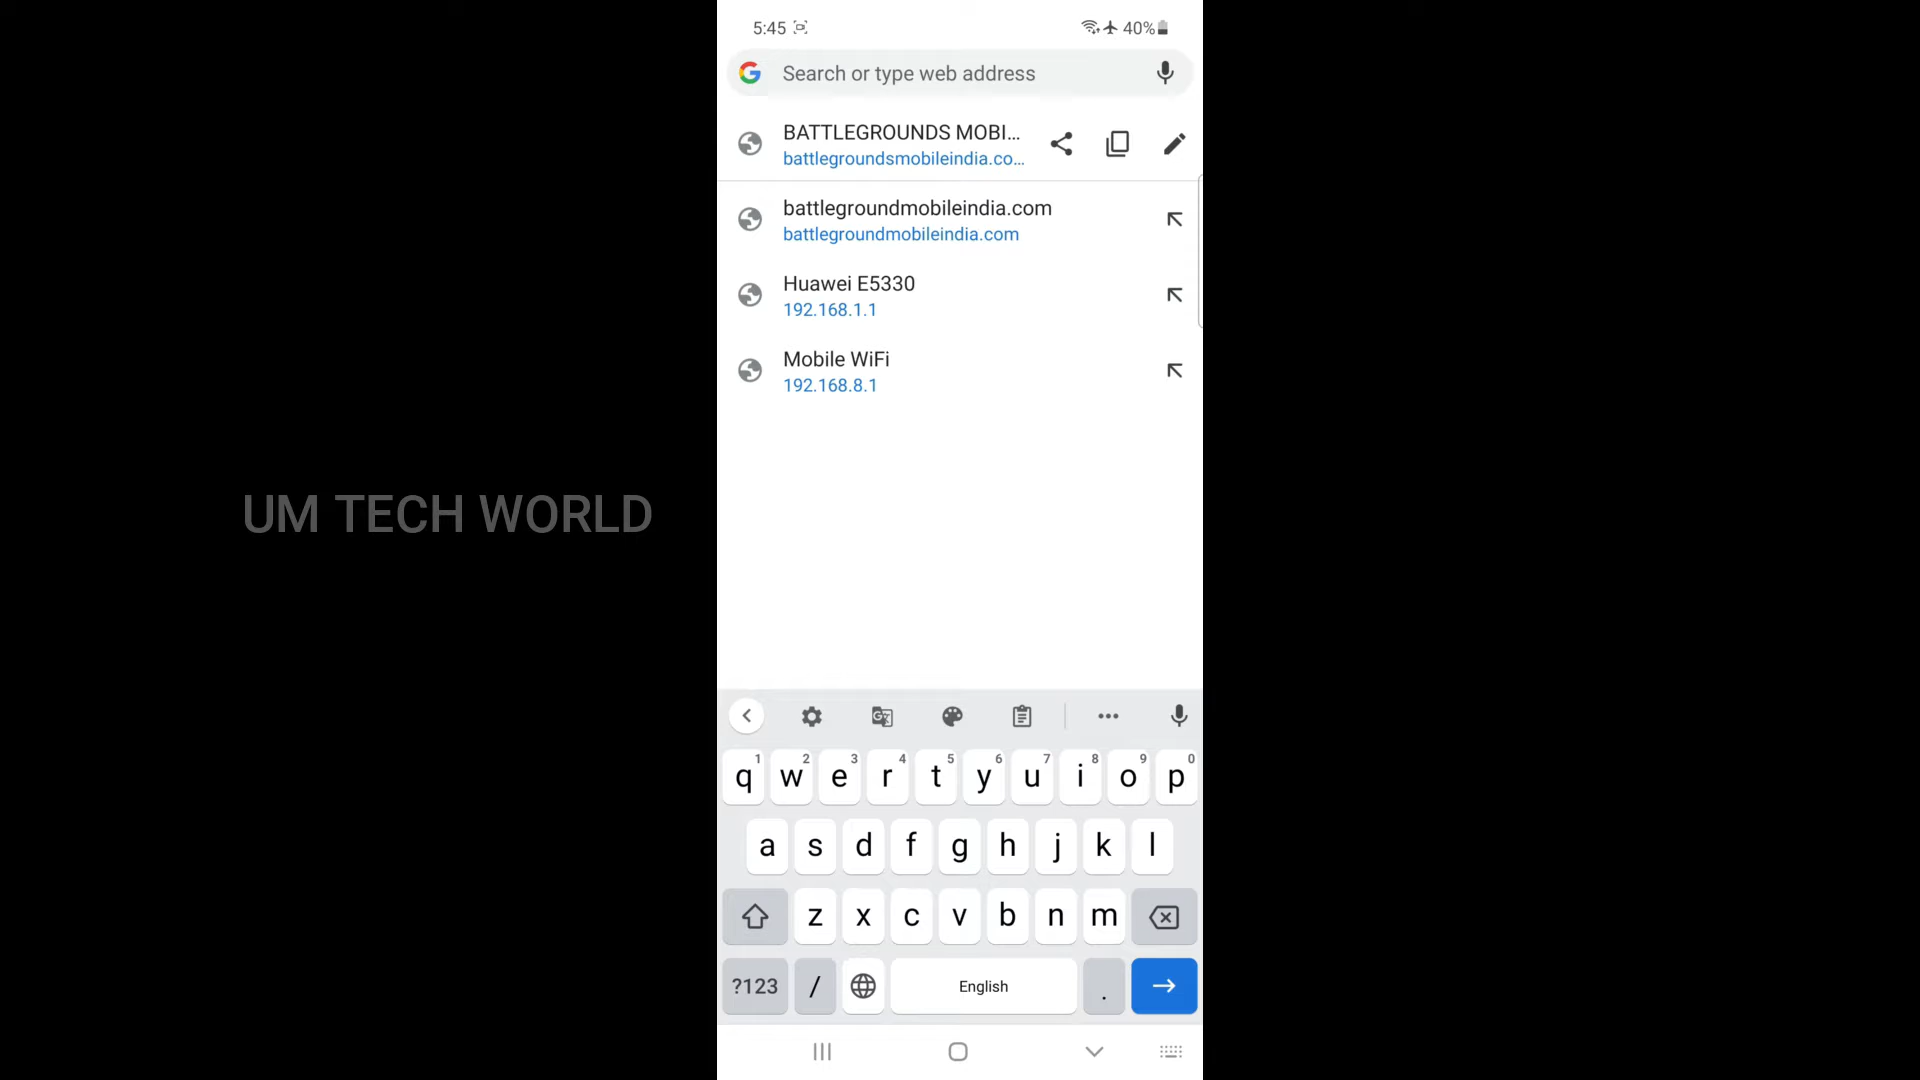 5:45
40%
Search or type web address
BATTLEGROUNDS MOBI...
battlegroundsmobileindia.co...
battlegroundmobileindia.com
battlegroundmobileindia.com
Huawei E5330
192.168.1.1
Mobile WiFi
192.168.8.1
UM TECH WORLD
1 2 3 4 5 6 7 8 9 0
q w e r t y u i o p
a s d f g h j k l
z x c v b n m
?123 / English .